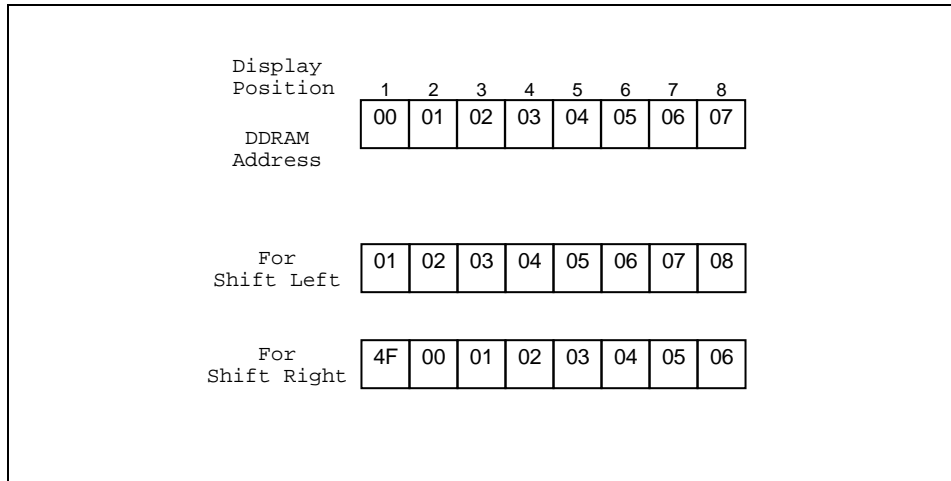 Display
Position 1 2 3 4 5 6 7 8
00 01 02 03 04 05 06 07
DDRAM
Address
For
Shift Left
01 02 03 04 05 06 07 08
For
Shift Right
4F 00 01 02 03 04 05 06